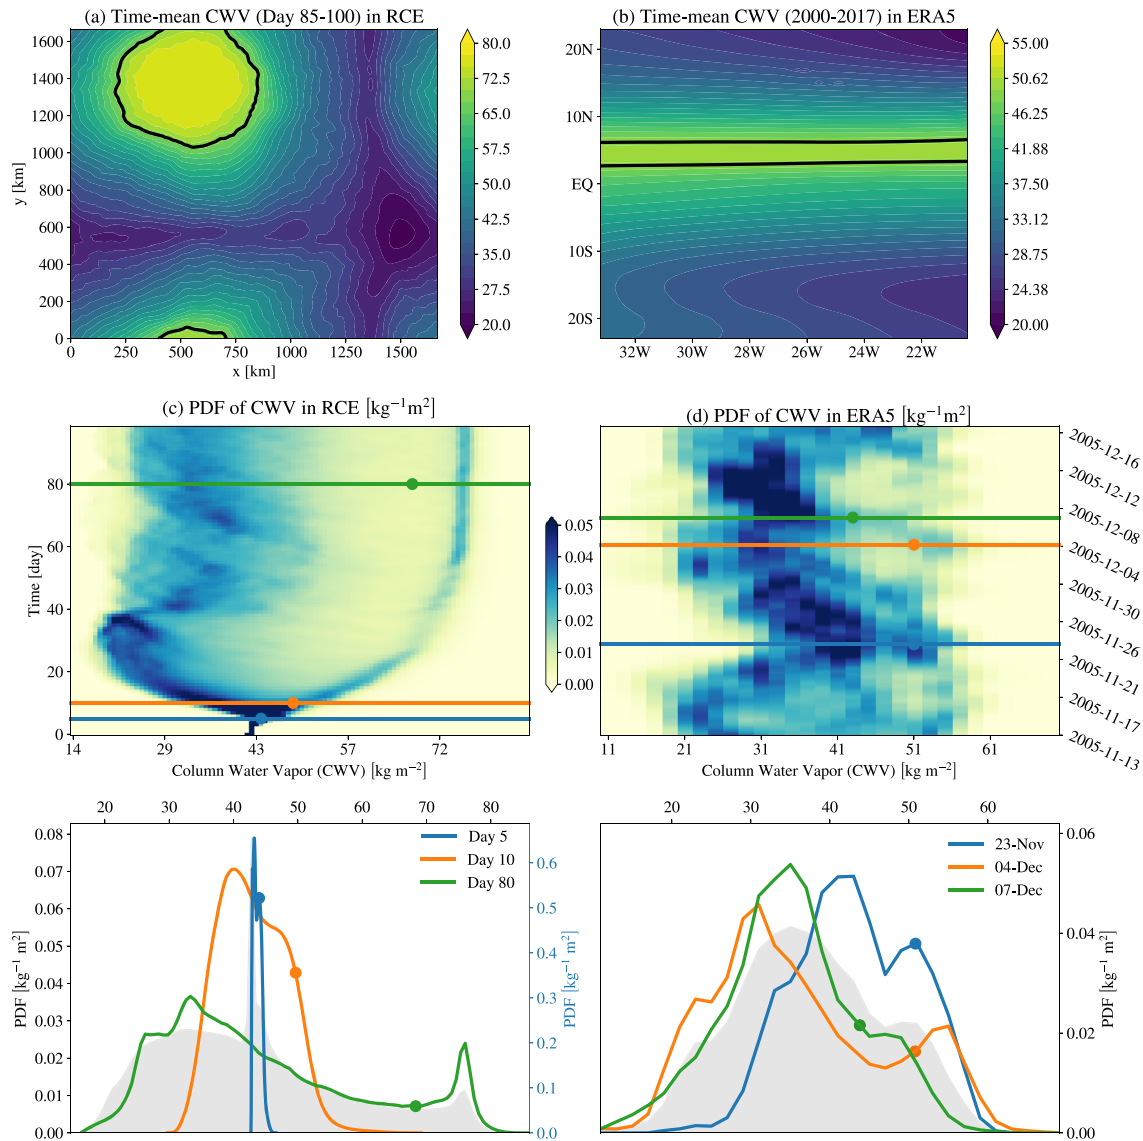 (a) Time-mean CWV (Day 85-100) in RCE
(b) Time-mean CWV (2000-2017) in ERA5
1600
1400
1200
1000
800
600
400
200
0
y [km]
0 250 500 750 1000 1250 1500
x [km]
80.0
72.5
65.0
57.5
50.0
42.5
35.0
27.5
20.0
20N
10N
EQ
10S
20S
32W 30W 28W 26W 24W 22W
55.00
50.62
46.25
41.88
37.50
33.12
28.75
24.38
20.00
(c) PDF of CWV in RCE [kg⁻¹m²]
(d) PDF of CWV in ERA5 [kg⁻¹m²]
80
60
40
20
0
Time [day]
14 29 43 57 72
Column Water Vapor (CWV) [kg m⁻²]
0.05
0.04
0.03
0.02
0.01
0.00
2005-12-16
2005-12-12
2005-12-08
2005-12-04
2005-11-30
2005-11-26
2005-11-21
2005-11-17
2005-11-13
11 21 31 41 51 61
Column Water Vapor (CWV) [kg m⁻²]
20 30 40 50 60 70 80
0.08
0.07
0.06
0.05
0.04
0.03
0.02
0.01
0.00
PDF [kg⁻¹ m²]
Day 5
Day 10
Day 80
0.6
0.5
0.4
0.3
0.2
0.1
0.0
PDF [kg⁻¹ m²]
20 30 40 50 60
23-Nov
04-Dec
07-Dec
0.06
0.04
0.02
0.00
PDF [kg⁻¹ m²]